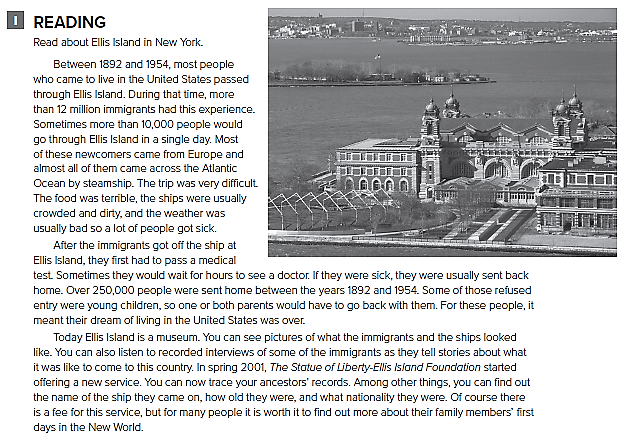 I READING
Read about Ellis Island in New York.
Between 1892 and 1954, most people
who came to live in the United States passed
through Ellis Island. During that time, more
than 12 million immigrants had this experience.
Sometimes more than 10,000 people would
go through Ellis Island in a single day. Most
of these newcomers came from Europe and
almost all of them came across the Atlantic
Ocean by steamship. The trip was very difficult.
The food was terrible, the ships were usually
crowded and dirty, and the weather was
usually bad so a lot of people got sick.
After the immigrants got off the ship at
Ellis Island, they first had to pass a medical
test. Sometimes they would wait for hours to see a doctor. If they were sick, they were usually sent back
home. Over 250,000 people were sent home between the years 1892 and 1954. Some of those refused
entry were young children, so one or both parents would have to go back with them. For these people, it
meant their dream of living in the United States was over.
Today Ellis Island is a museum. You can see pictures of what the immigrants and the ships looked
like. You can also listen to recorded interviews of some of the immigrants as they tell stories about what
it was like to come to this country. In spring 2001, The Statue of Liberty-Ellis Island Foundation started
offering a new service. You can now trace your ancestors' records. Among other things, you can find out
the name of the ship they came on, how old they were, and what nationality they were. Of course there
is a fee for this service, but for many people it is worth it to find out more about their family members' first
days in the New World.